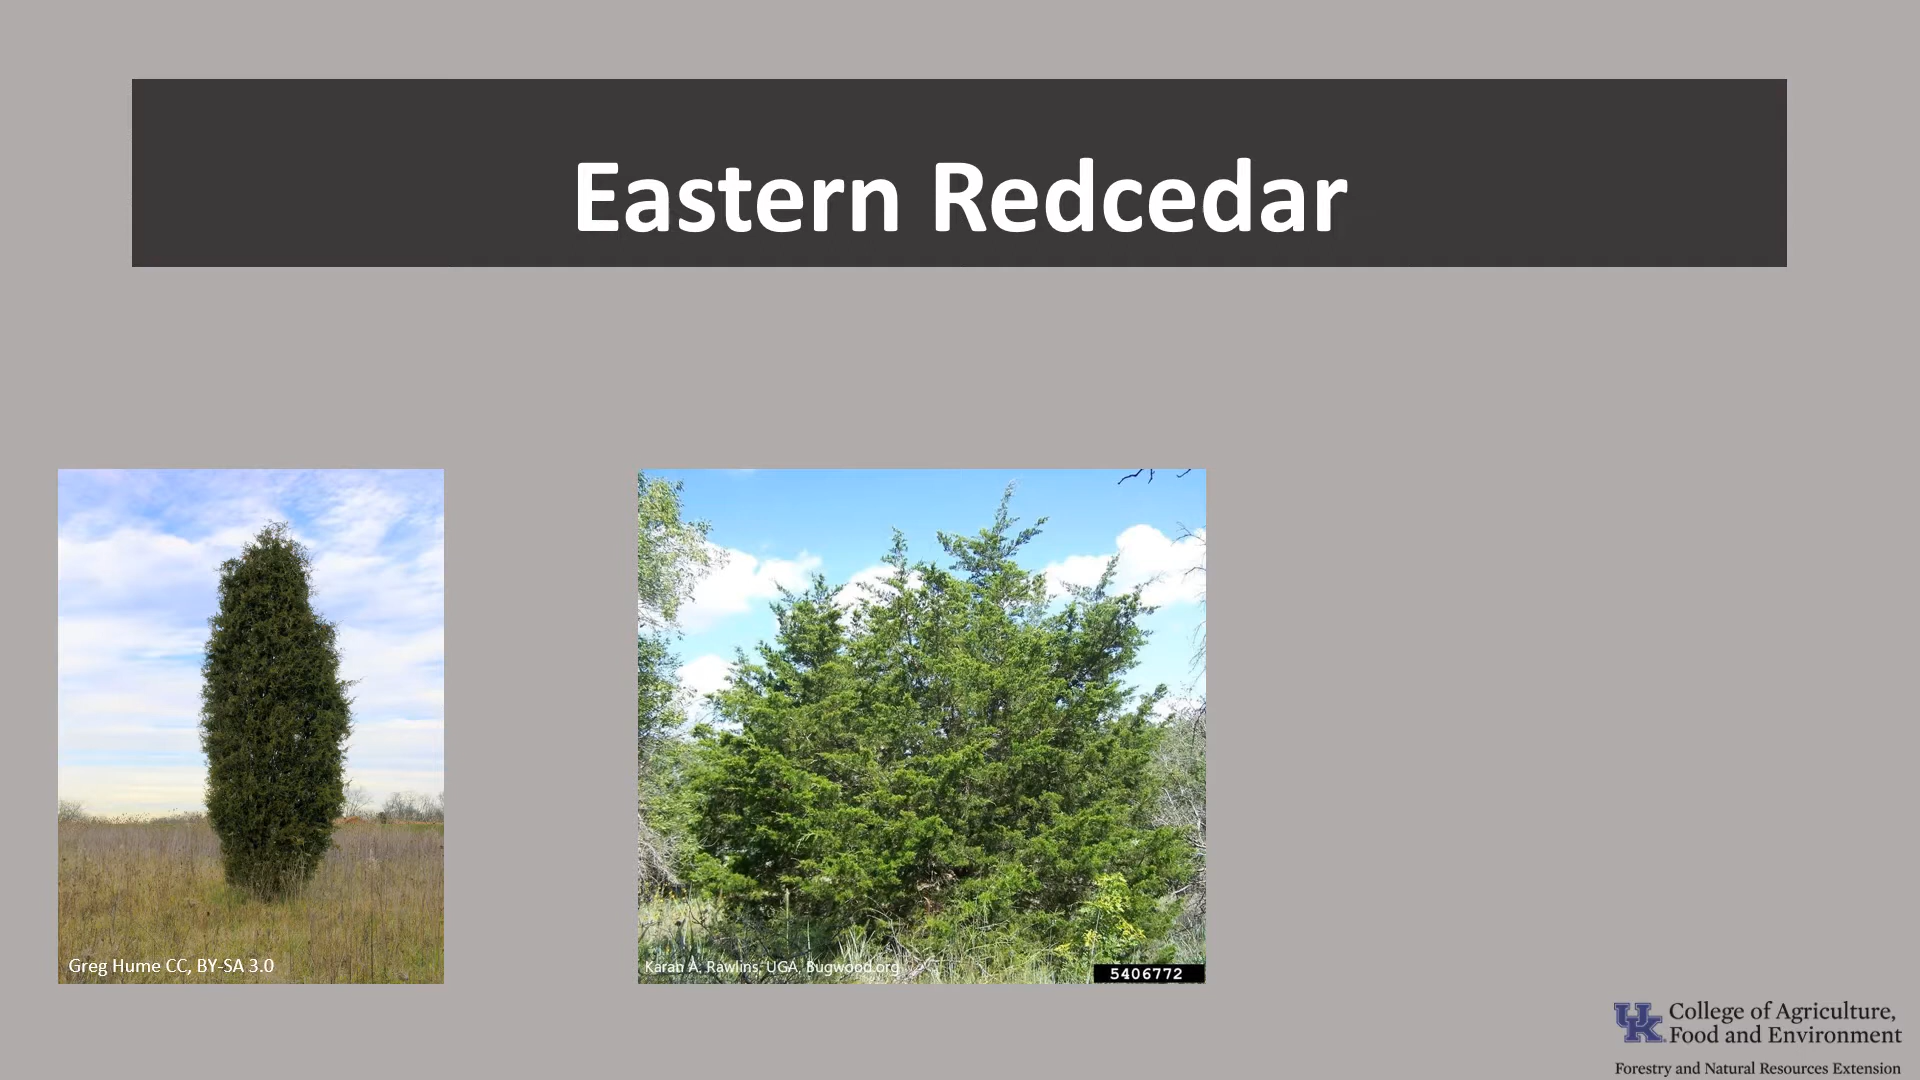 Eastern Redcedar
Greg Hume CC, BY-SA 3.0
Karan A. Rawlins, UGA, Bugwood.org
5406772
UK College of Agriculture,
Food and Environment
Forestry and Natural Resources Extension